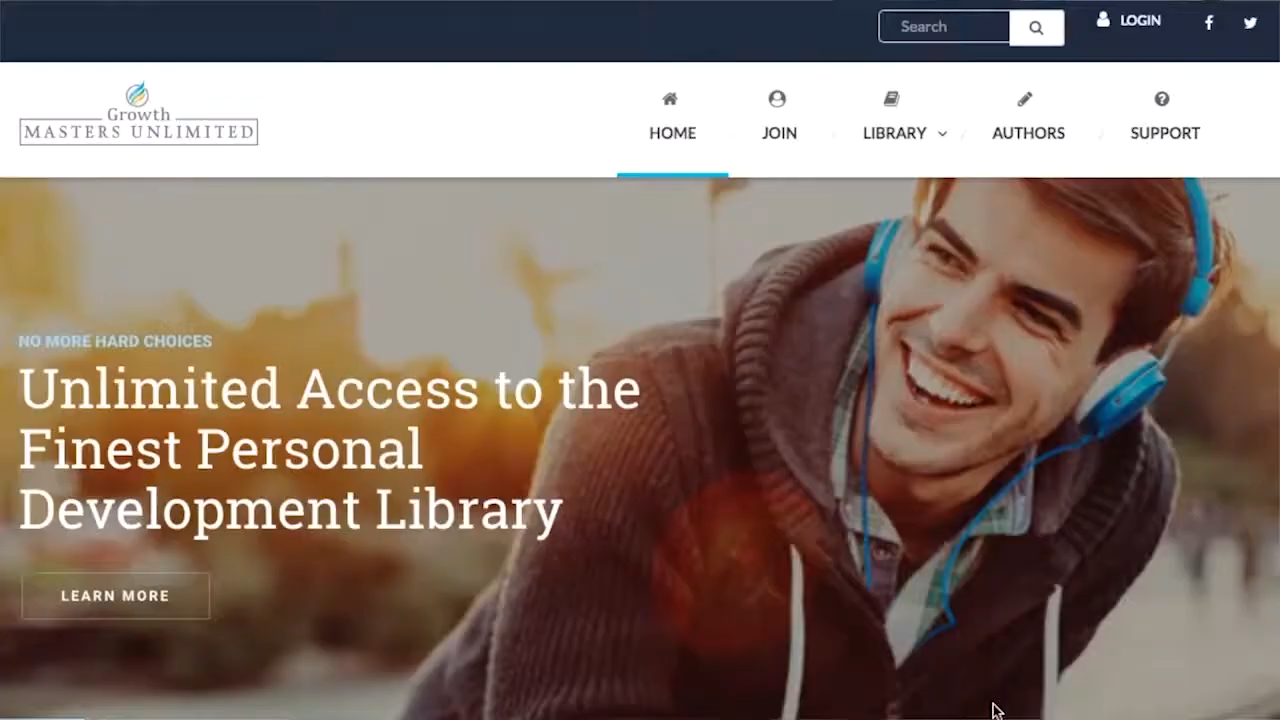 Search
LOGIN
Growth
MASTERS UNLIMITED
HOME
JOIN
LIBRARY
AUTHORS
SUPPORT
NO MORE HARD CHOICES
Unlimited Access to the
Finest Personal
Development Library
LEARN MORE